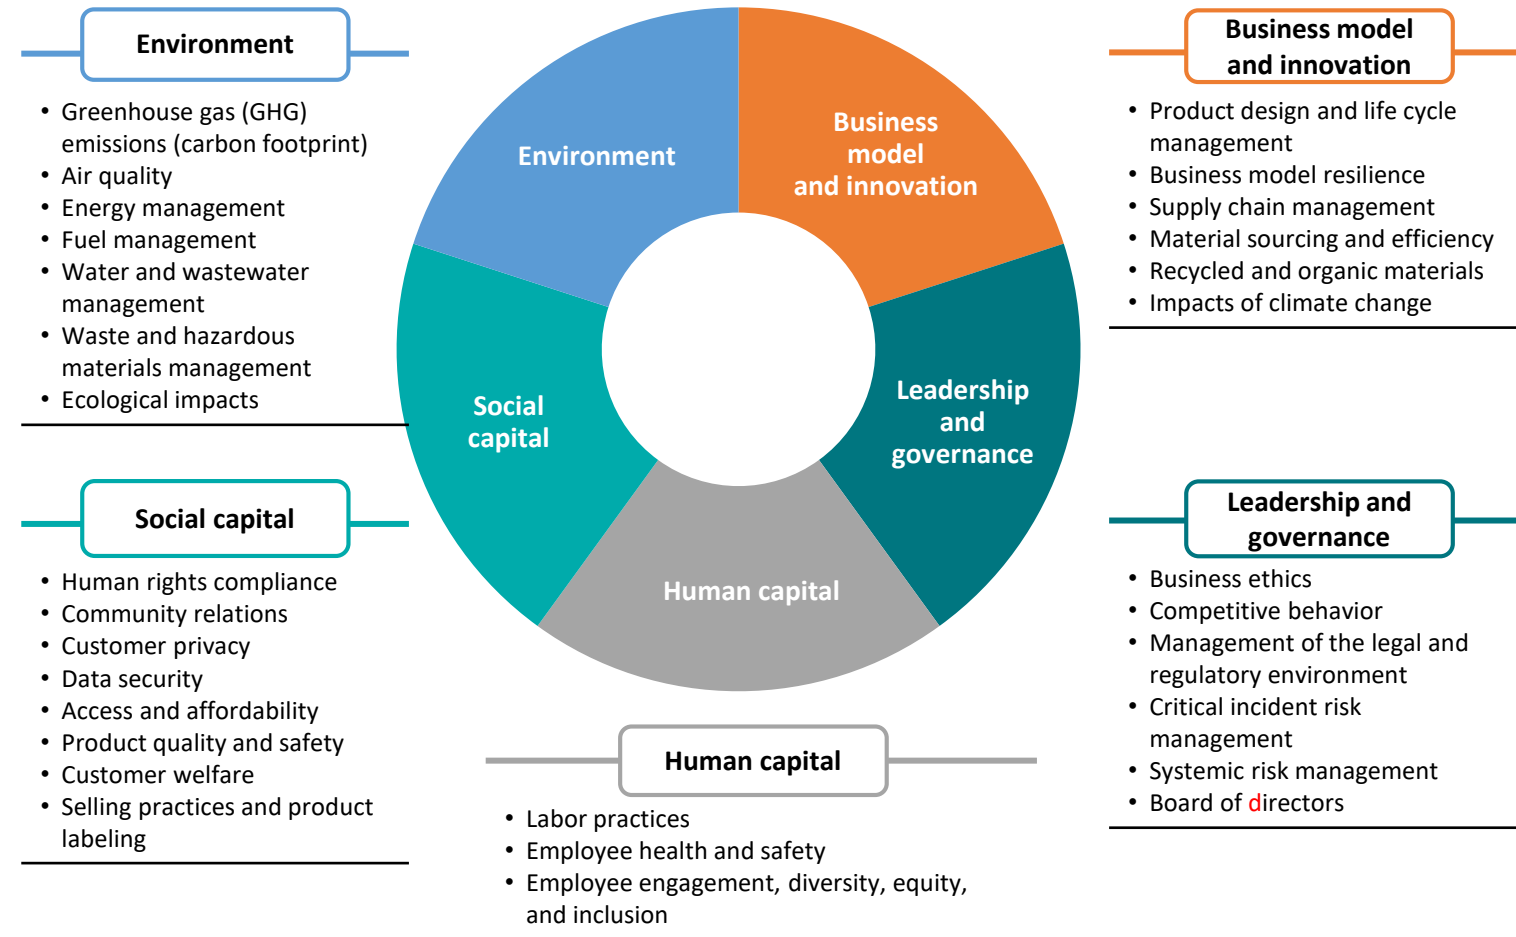 Environment
• Greenhouse gas (GHG)
emissions (carbon footprint)
• Air quality
• Energy management
• Fuel management
• Water and wastewater
management
• Waste and hazardous
materials management
• Ecological impacts
Social capital
• Human rights compliance
• Community relations
• Customer privacy
• Data security
• Access and affordability
• Product quality and safety
• Customer welfare
• Selling practices and product
labeling
Environment
Business
model
and innovation
Social
capital
Leadership
and
governance
Human capital
Human capital
• Labor practices
• Employee health and safety
• Employee engagement, diversity, equity,
and inclusion
Business model
and innovation
• Product design and life cycle
management
• Business model resilience
• Supply chain management
• Material sourcing and efficiency
• Recycled and organic materials
• Impacts of climate change
Leadership and
governance
• Business ethics
• Competitive behavior
• Management of the legal and
regulatory environment
• Critical incident risk
management
• Systemic risk management
• Board of directors